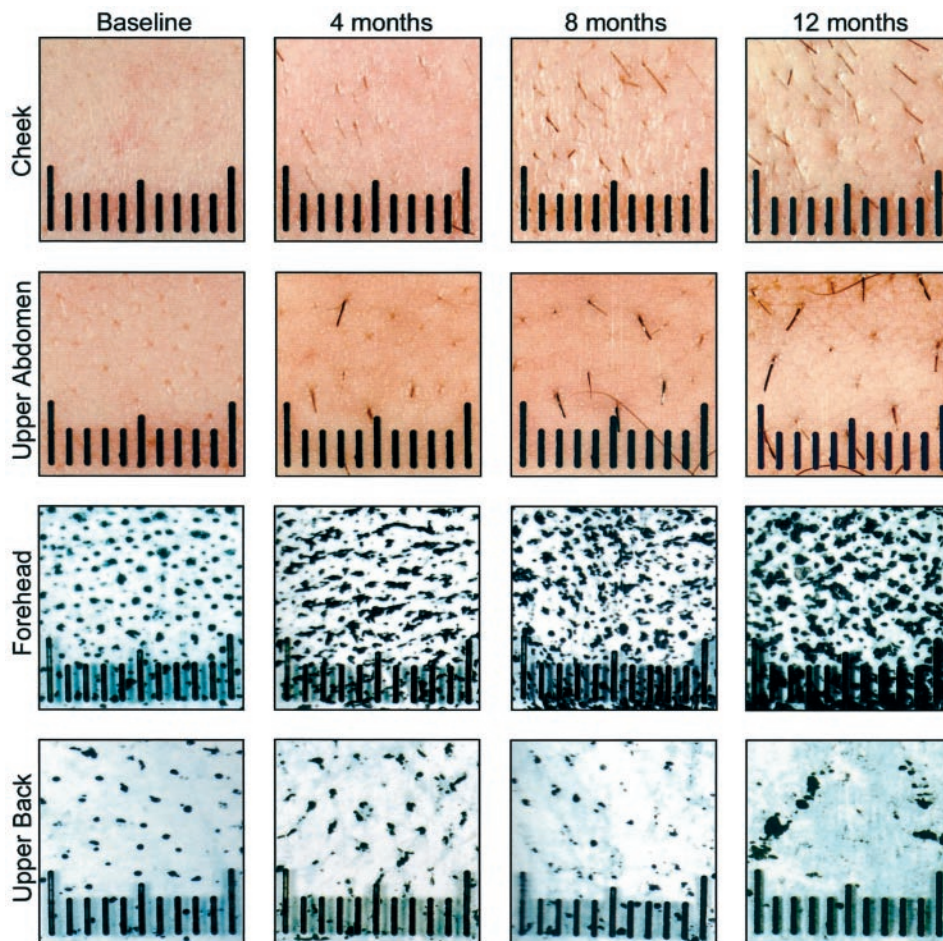 Baseline 4 months 8 months 12 months
Cheek
Upper Abdomen
Forehead
Upper Back